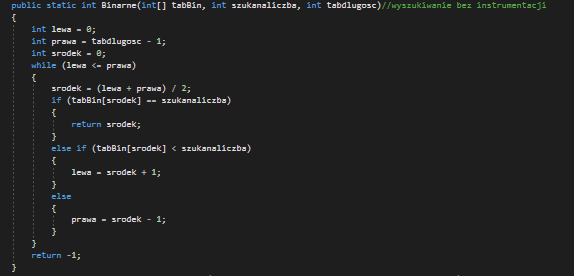 public static int Binarne(int[] tabBin, int szukanaliczba, int tabdlugosc)//wyszukiwanie bez instrumentacji
{
int lewa = 0;
int prawa = tabdlugosc - 1;
int srodek = 0;
while (lewa <= prawa)
{
srodek = (lewa + prawa) / 2;
if (tabBin[srodek] == szukanaliczba)
{
return srodek;
}
else if (tabBin[srodek] < szukanaliczba)
{
lewa = srodek + 1;
}
else
{
prawa = srodek - 1;
}
}
return -1;
}